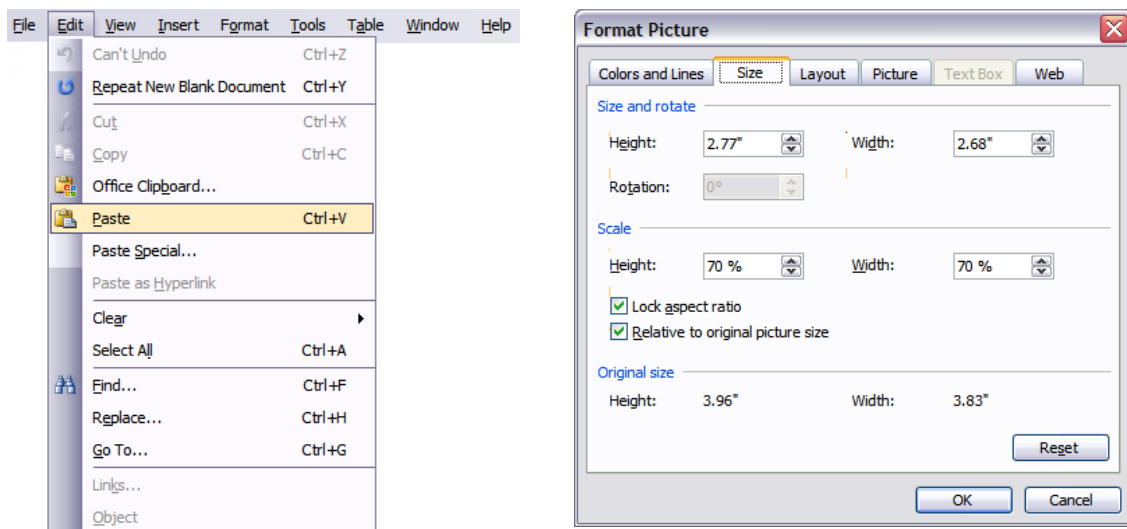 File Edit View Insert Format Tools Table Window Help
Can't Undo Ctrl+Z
Repeat New Blank Document Ctrl+Y
Cut Ctrl+X
Copy Ctrl+C
Office Clipboard...
Paste Ctrl+V
Paste Special...
Paste as Hyperlink
Clear
Select All Ctrl+A
Find... Ctrl+F
Replace... Ctrl+H
Go To... Ctrl+G
Links...
Object
Format Picture
Colors and Lines Size Layout Picture Text Box Web
Size and rotate
Height: 2.77" Width: 2.68"
Rotation: 0°
Scale
Height: 70 % Width: 70 %
Lock aspect ratio
Relative to original picture size
Original size
Height: 3.96" Width: 3.83"
Reset
OK Cancel